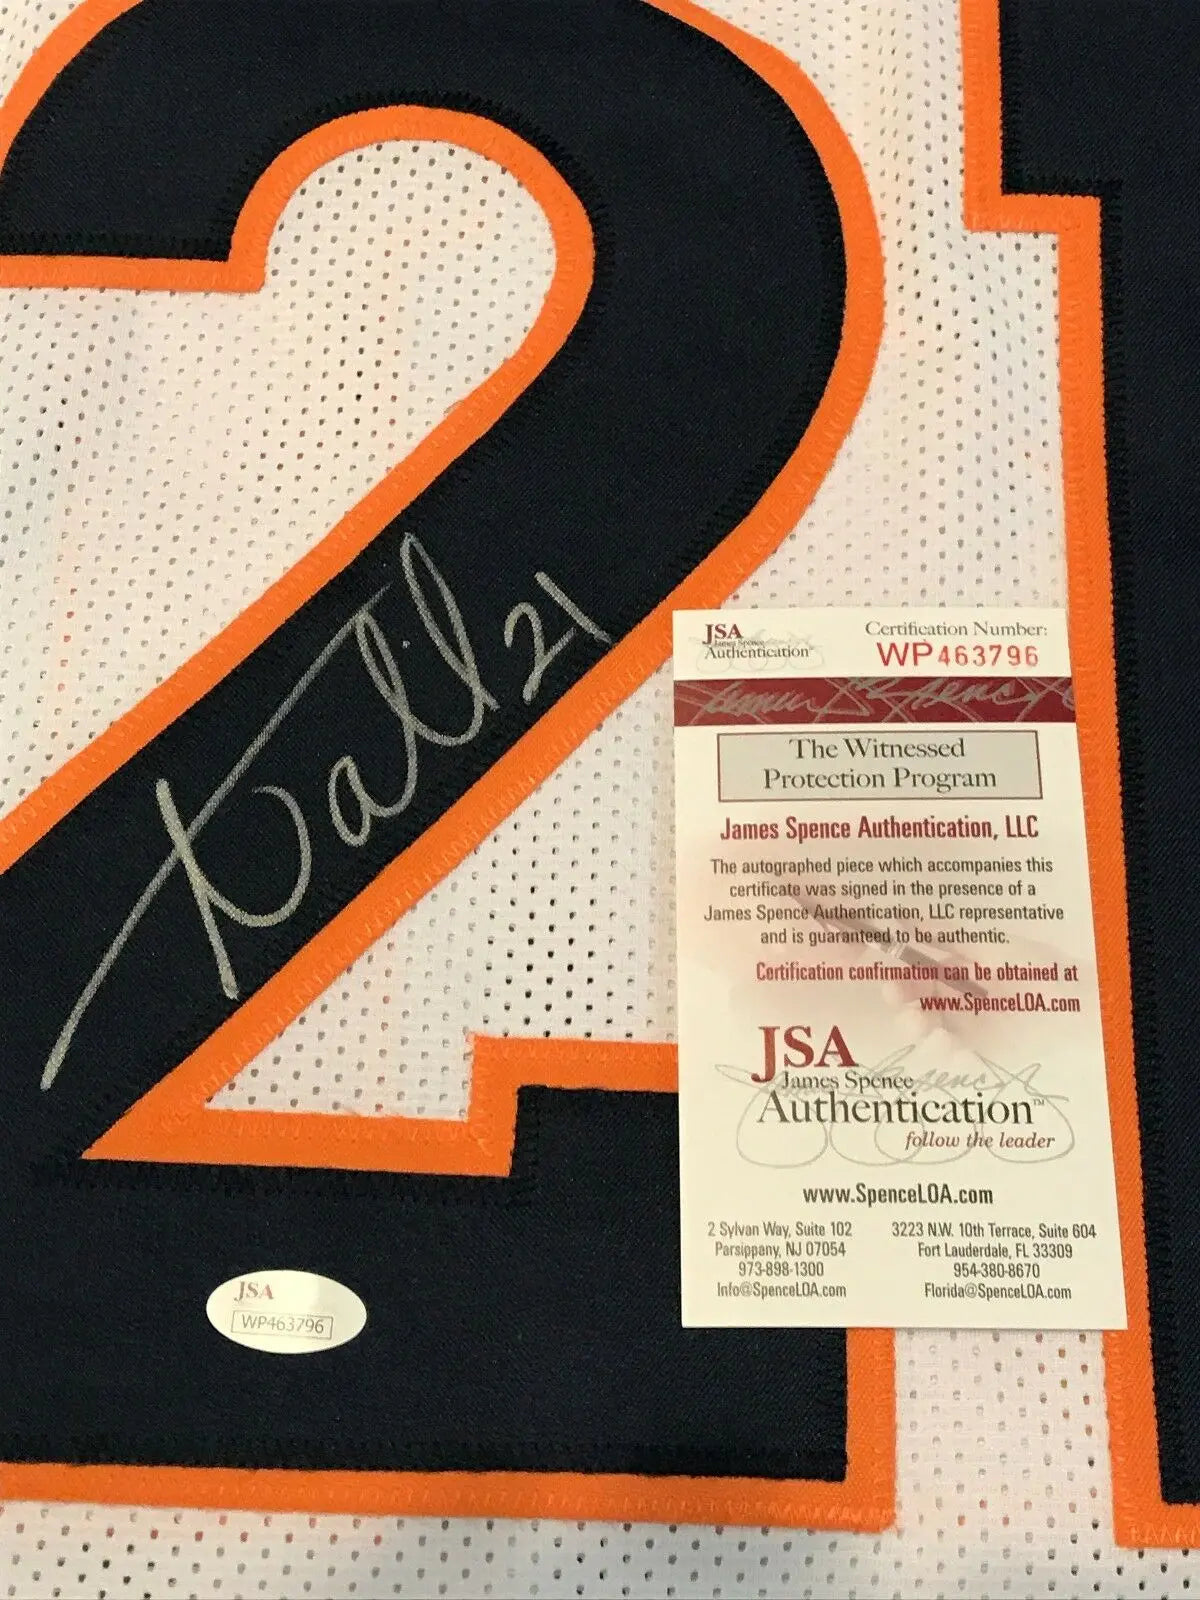 21
21
JSA
James Spence
Authentication
Certification Number:
WP463796
The Witnessed
Protection Program
James Spence Authentication, LLC
The autographed piece which accompanies this
certificate was signed in the presence of a
James Spence Authentication, LLC representative
and is guaranteed to be authentic.
Certification confirmation can be obtained at
www.SpenceLOA.com
JSA
James Spence
Authentication™
follow the leader
www.SpenceLOA.com
2 Sylvan Way, Suite 102
Parsippany, NJ 07054
973-898-1300
Info@SpenceLOA.com
3223 N.W. 10th Terrace, Suite 604
Fort Lauderdale, FL 33309
954-380-8670
Florida@SpenceLOA.com
JSA
WP463796